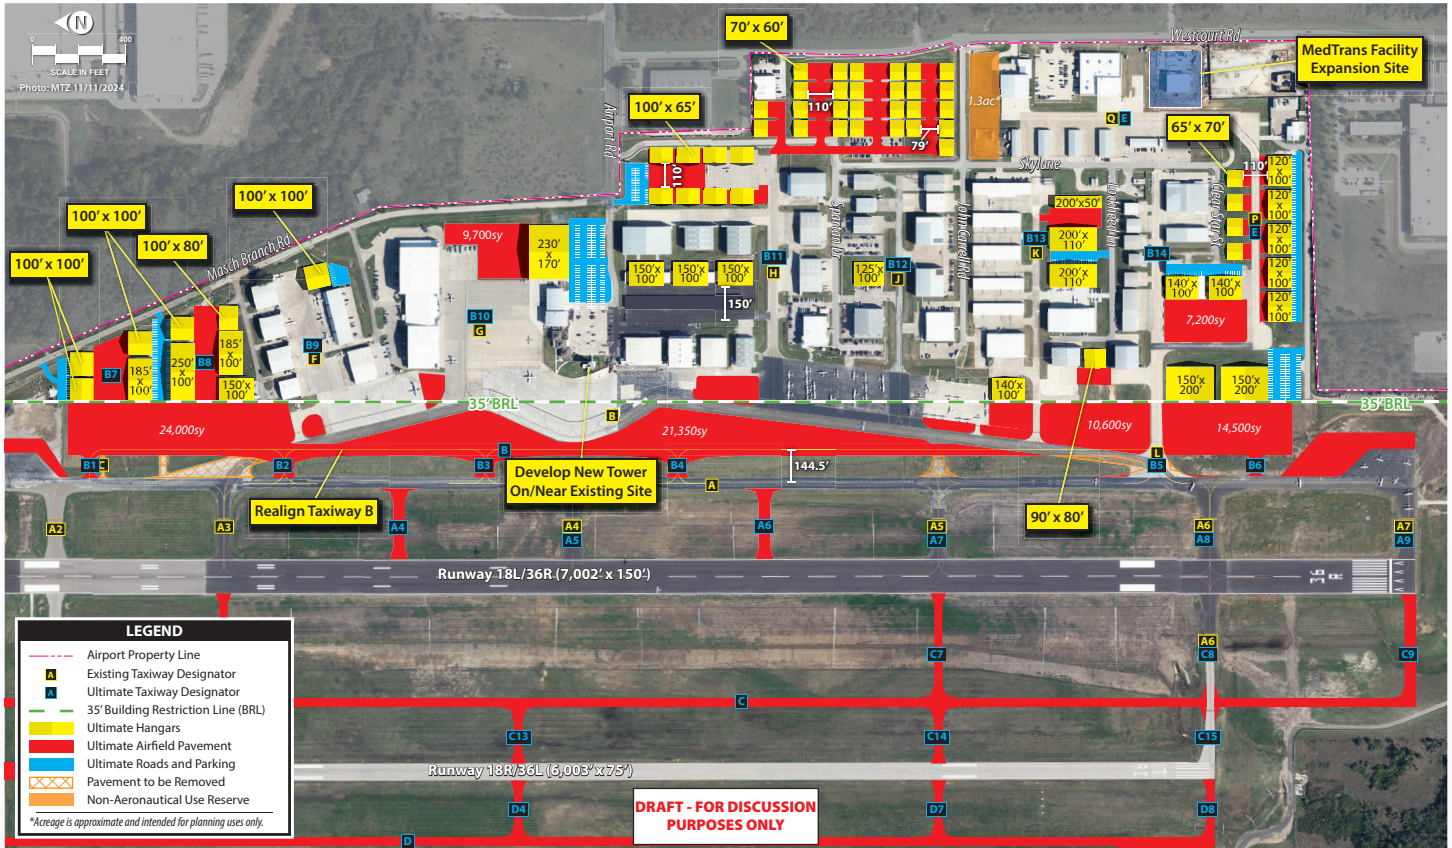 N
0 400
SCALE IN FEET
Photo: MTZ 11/11/2024
70’ x 60’
Westcourt Rd
MedTrans Facility
Expansion Site
100’ x 65’
110’
1.3ac*
Q E
65’ x 70’
Airport Rd
79’
Skylane
110’
110’
120’
x
100’
120’
x
100’
120’
x
100’
120’
x
100’
120’
x
100’
100’ x 100’
100’ x 100’
100’ x 80’
100’ x 100’
Masch Branch Rd
9,700sy
230’
x
170’
Spartan Dr
John Carrell Rd
Lockheed Ln
Clear Star St
200’x50’
P
E
B13
K
200’x
110’
200’x
110’
B14
B11
H
B12
J
150’x
100’
150’x
100’
150’x
100’
125’x
100’
140’x
100’
140’x
100’
150’
7,200sy
B10
G
B9
F
B7
185’
x
100’
250’
x
100’
B8
185’
x
100’
150’x
100’
140’x
100’
150’x
200’
150’x
200’
35’BRL
35’BRL
B
24,000sy
21,350sy
10,600sy
14,500sy
B
B1 C
B2
B3
B4
144.5’
L
B5
B6
Develop New Tower
On/Near Existing Site
A
Realign Taxiway B
90’ x 80’
A2
A3
A4
A4
A5
A6
A5
A7
A6
A8
A7
A9
Runway 18L/36R (7,002’ x 150’)
36
R
LEGEND
Airport Property Line
A Existing Taxiway Designator
A Ultimate Taxiway Designator
35’ Building Restriction Line (BRL)
Ultimate Hangars
Ultimate Airfield Pavement
Ultimate Roads and Parking
Pavement to be Removed
Non-Aeronautical Use Reserve
*Acreage is approximate and intended for planning uses only.
C7
A6
C8
C9
C
C13
C14
C15
Runway 18R/36L (6,003’ x 75’)
D4
D7
D8
D
DRAFT - FOR DISCUSSION
PURPOSES ONLY